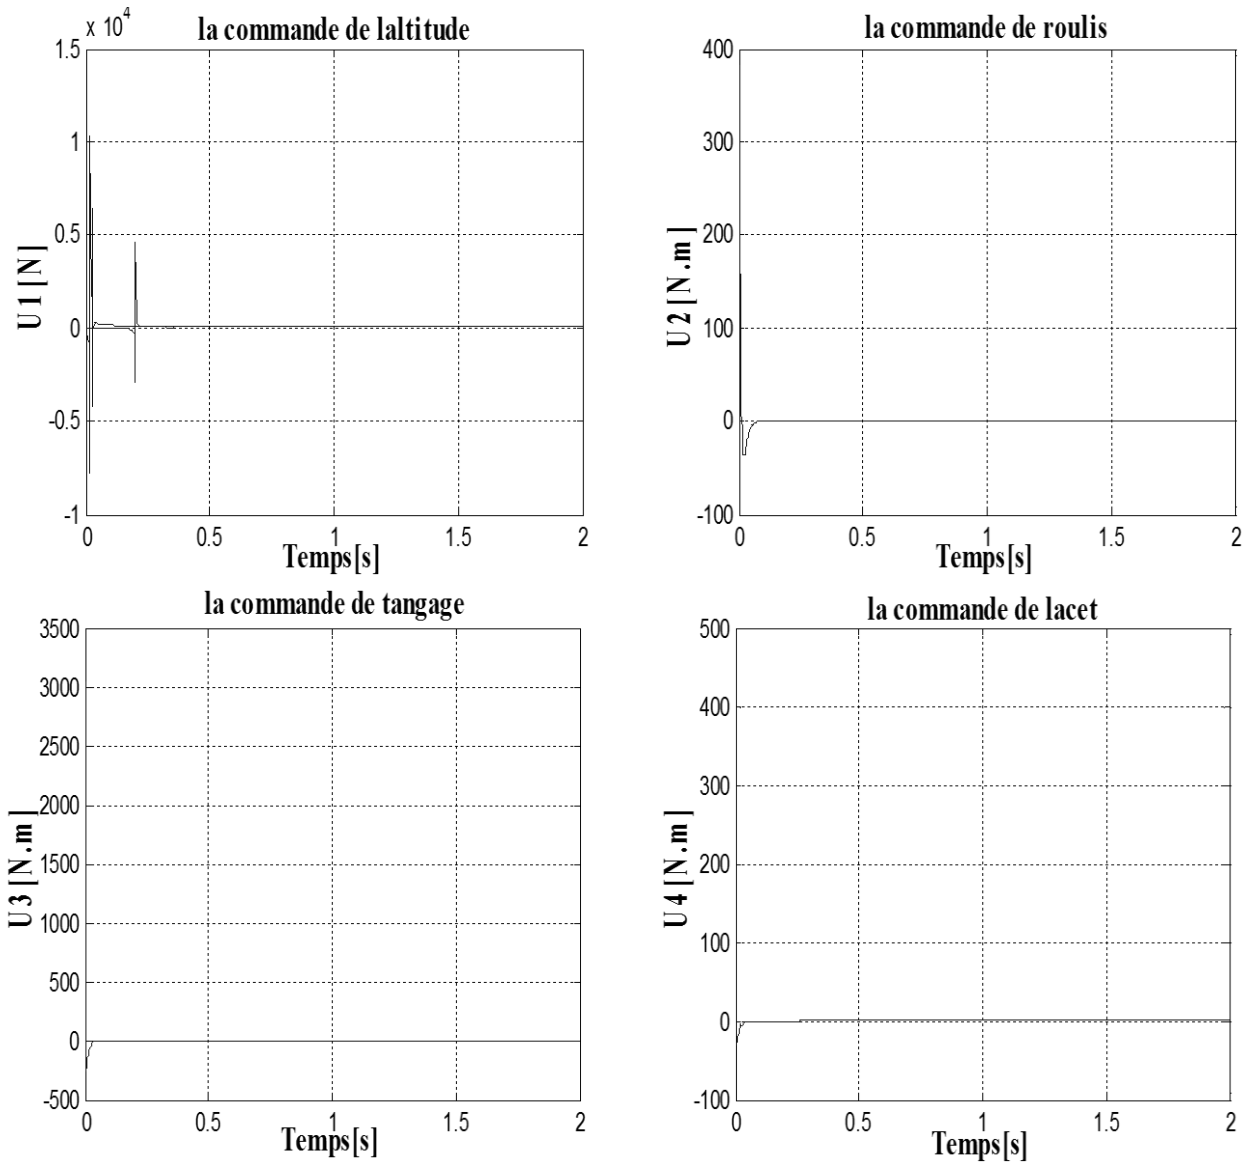 x 10^4
la commande de laltitude
1.5
1
0.5
0
-0.5
-1
U1[N]
0 0.5 1 1.5 2
Temps[s]
la commande de roulis
400
300
200
100
0
-100
U2[N.m]
0 0.5 1 1.5 2
Temps[s]
la commande de tangage
3500
3000
2500
2000
1500
1000
500
0
-500
U3[N.m]
0 0.5 1 1.5 2
Temps[s]
la commande de lacet
500
400
300
200
100
0
-100
U4[N.m]
0 0.5 1 1.5 2
Temps[s]